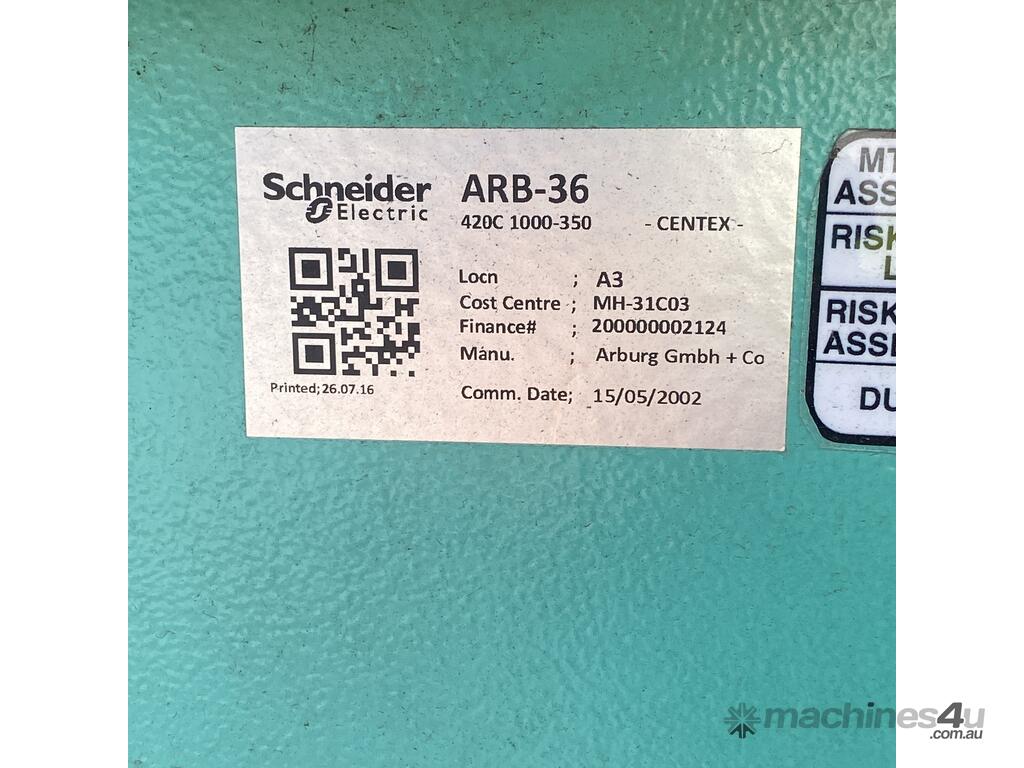 Schneider
Electric
ARB-36
420C 1000-350 - CENTEX -
Locn ; A3
Cost Centre ; MH-31C03
Finance# ; 200000002124
Manu. ; Arburg Gmbh + Co
Comm. Date; 15/05/2002
Printed;26.07.16
MT
ASS
RISK
L
RISK
ASS
DU
machines4u
.com.au